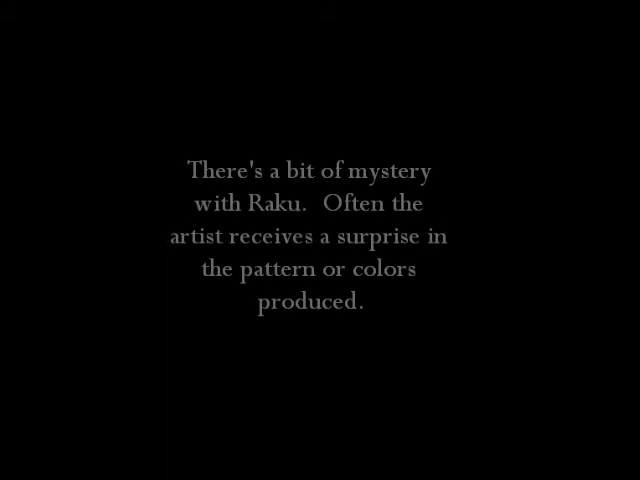 There's a bit of mystery
with Raku.  Often the
artist receives a surprise in
the pattern or colors
produced.